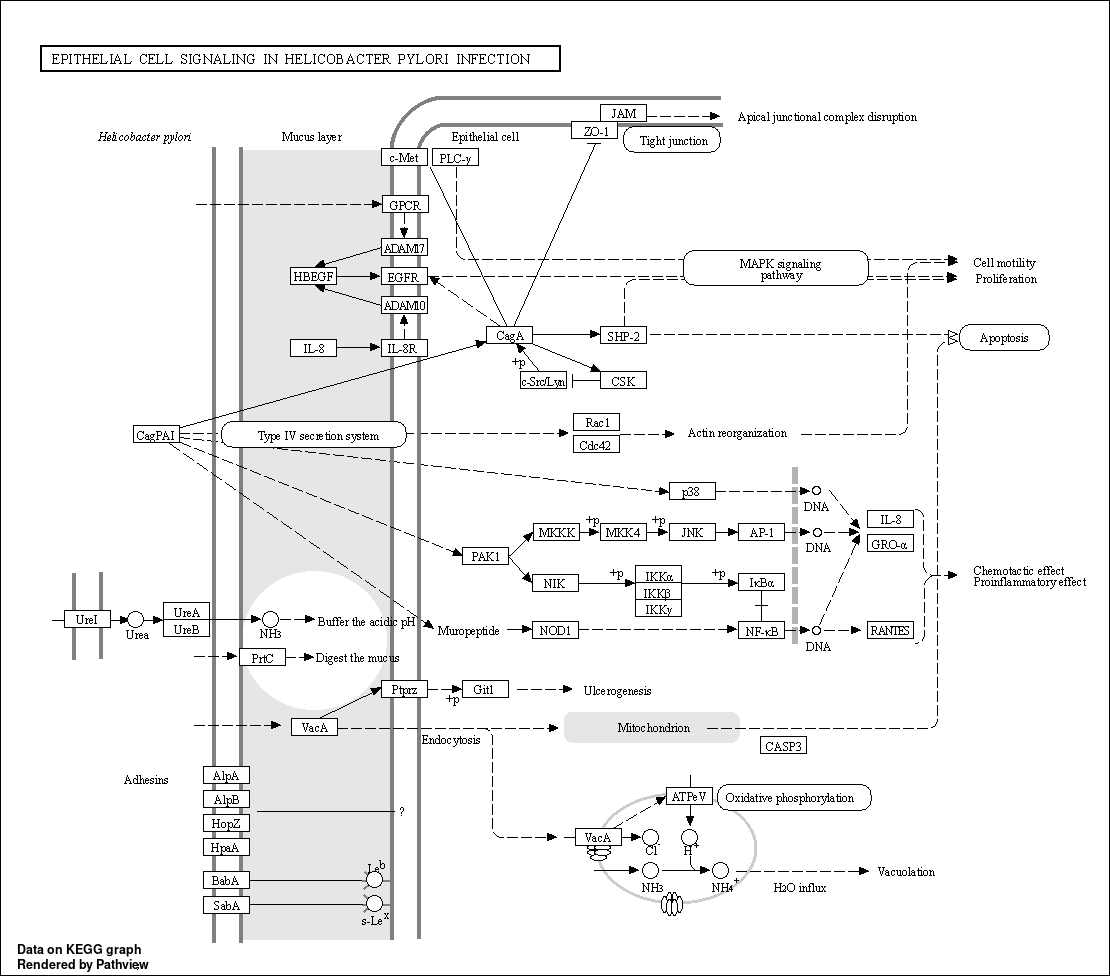 EPITHELIAL CELL SIGNALING IN HELICOBACTER PYLORI INFECTION
JAM
Apical junctional complex disruption
Helicobacter pylori
Mucus layer
Epithelial cell
ZO-1
Tight junction
c-Met
PLC-γ
GPCR
ADAM17
HBEGF
EGFR
MAPK signaling
pathway
Cell motility
Proliferation
ADAM10
CagA
SHP-2
Apoptosis
IL-8
IL-8R
+p
c-Src/Lyn
CSK
CagPAI
Type IV secretion system
Rac1
Cdc42
Actin reorganization
p38
DNA
IL-8
MKKK
+p
MKK4
+p
JNK
AP-1
DNA
GRO-α
PAK1
NIK
+p
IKKα
IKKβ
IKKγ
+p
IκBα
Chemotactic effect
Proinflammatory effect
UreI
Urea
UreA
UreB
NH3
Buffer the acidic pH
Muropeptide
NOD1
NF-κB
DNA
RANTES
PrtC
Digest the mucus
Ptprz
+p
Git1
Ulcerogenesis
VacA
Endocytosis
Mitochondrion
CASP3
Adhesins
AlpA
AlpB
HopZ
HpaA
BabA
SabA
?
Le b
s-Le x
ATPeV
Oxidative phosphorylation
VacA
Cl-
H+
NH3
NH4+
H2O influx
Vacuolation
Data on KEGG graph
Rendered by Pathview